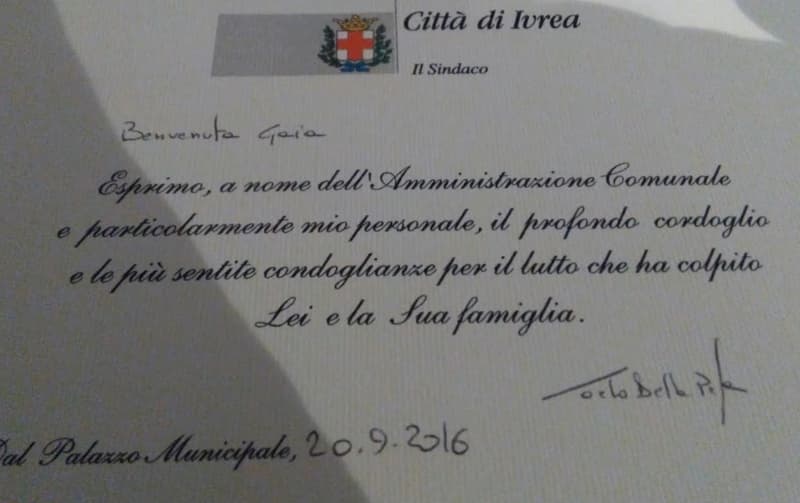 Città di Ivrea
Il Sindaco
Benvenuta Gaia
Esprimo, a nome dell'Amministrazione Comunale
e particolarmente mio personale, il profondo cordoglio
e le più sentite condoglianze per il lutto che ha colpito
Lei e la Sua famiglia.
Della
Dal Palazzo Municipale, 20.9.2016